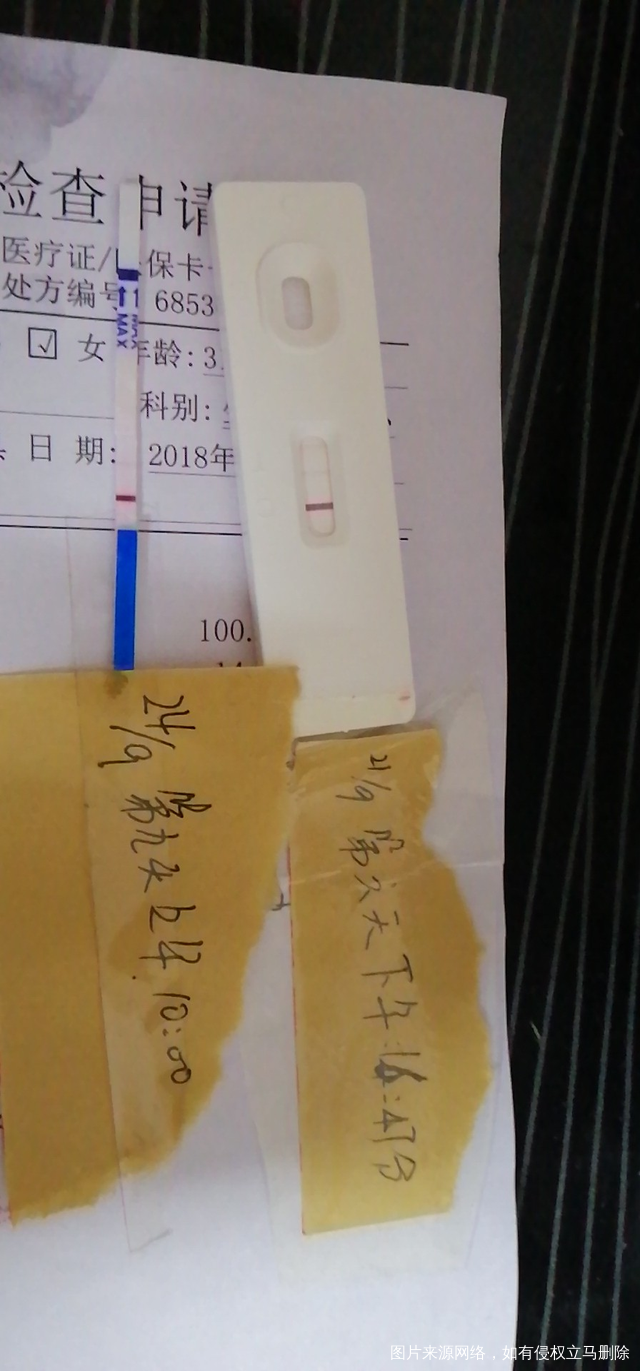 检查申请
医疗证/医保卡
处方编号 6853
女 年龄: 3
科别:
日 期: 2018年
MAX
100.
24/9 第九天上午 10:00
21/9 第六天下午 16:47分
图片来源网络，如有侵权立马删除